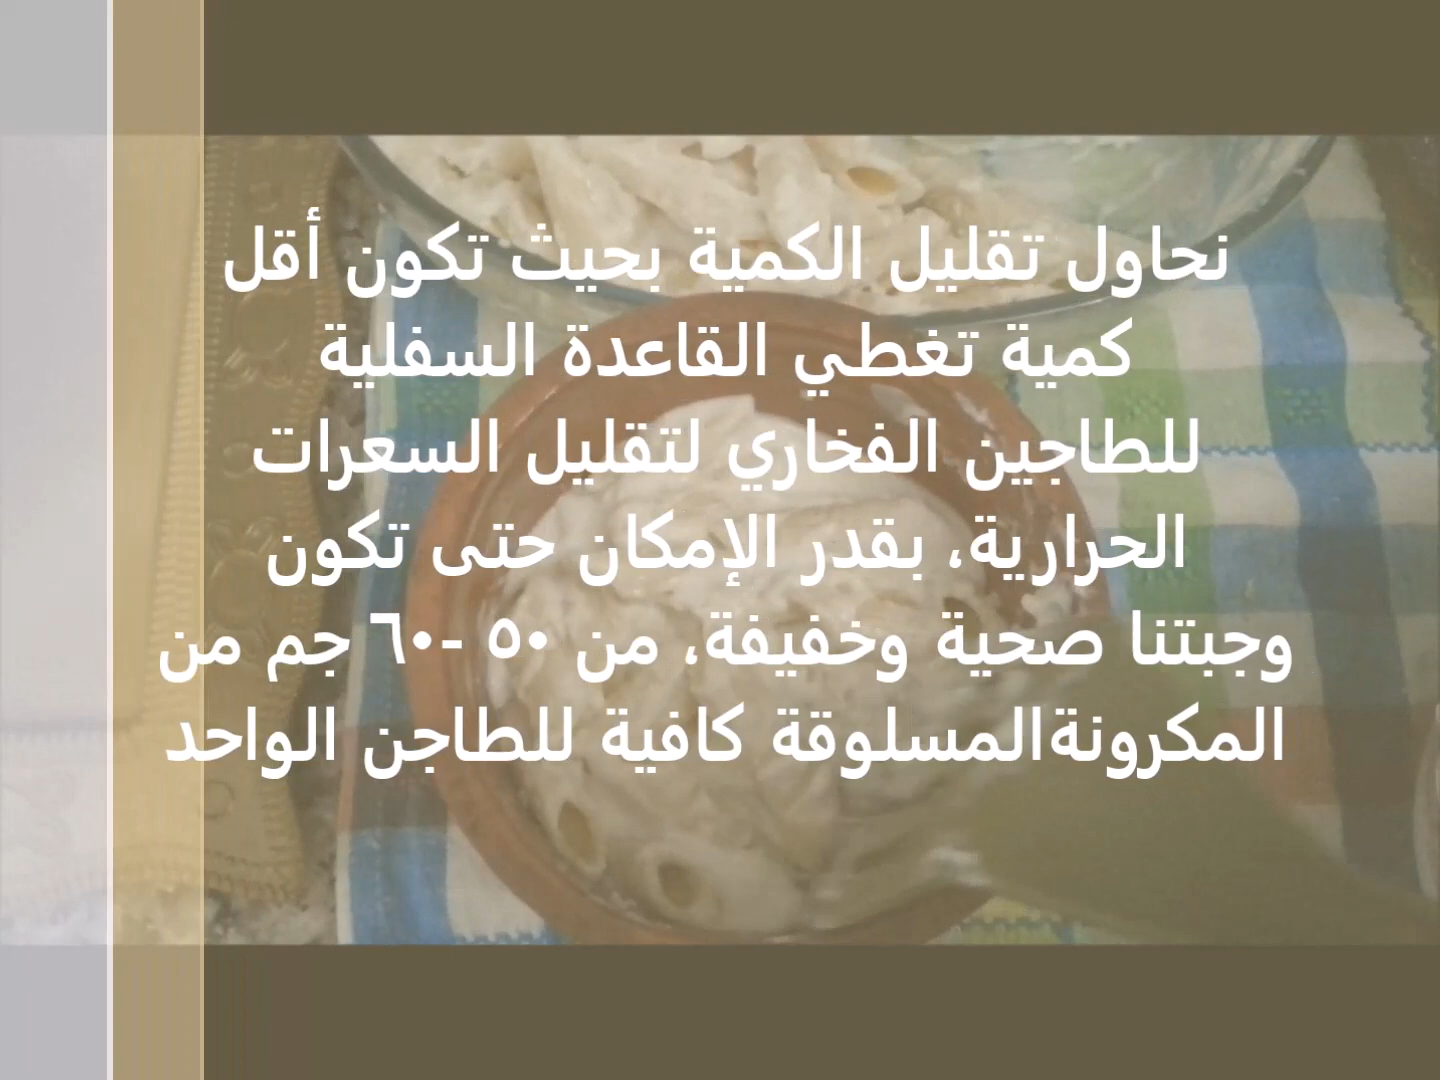 نحاول تقليل الكمية بحيث تكون أقل
كمية تغطي القاعدة السفلية
للطاجين الفخاري لتقليل السعرات
الحرارية، بقدر الإمكان حتى تكون
وجبتنا صحية وخفيفة، من ٥٠ -٦٠ جم من
المكرونةالمسلوقة كافية للطاجن الواحد